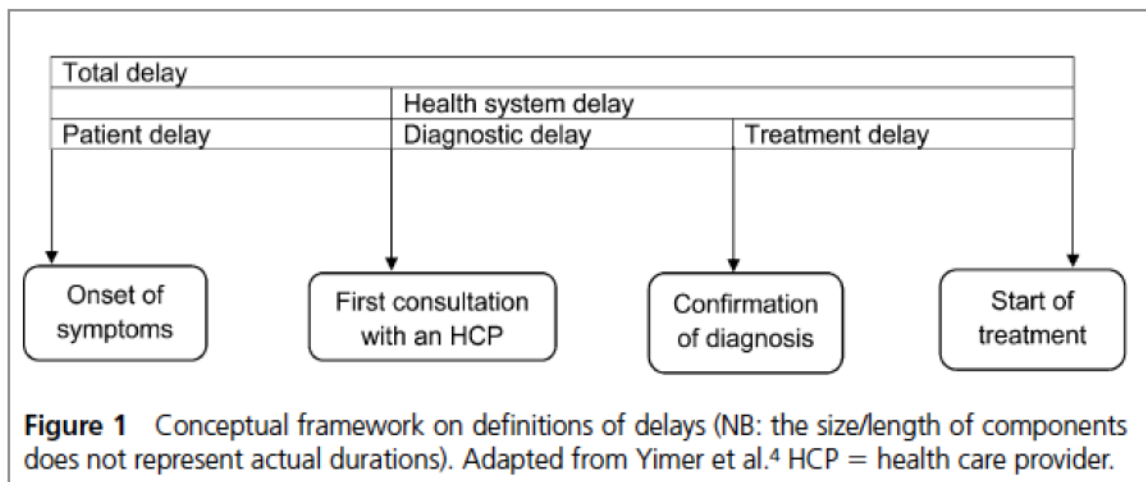 Total delay
Health system delay
Patient delay
Diagnostic delay
Treatment delay
Onset of
symptoms
First consultation
with an HCP
Confirmation
of diagnosis
Start of
treatment
Figure 1 Conceptual framework on definitions of delays (NB: the size/length of components
does not represent actual durations). Adapted from Yimer et al.⁴ HCP = health care provider.